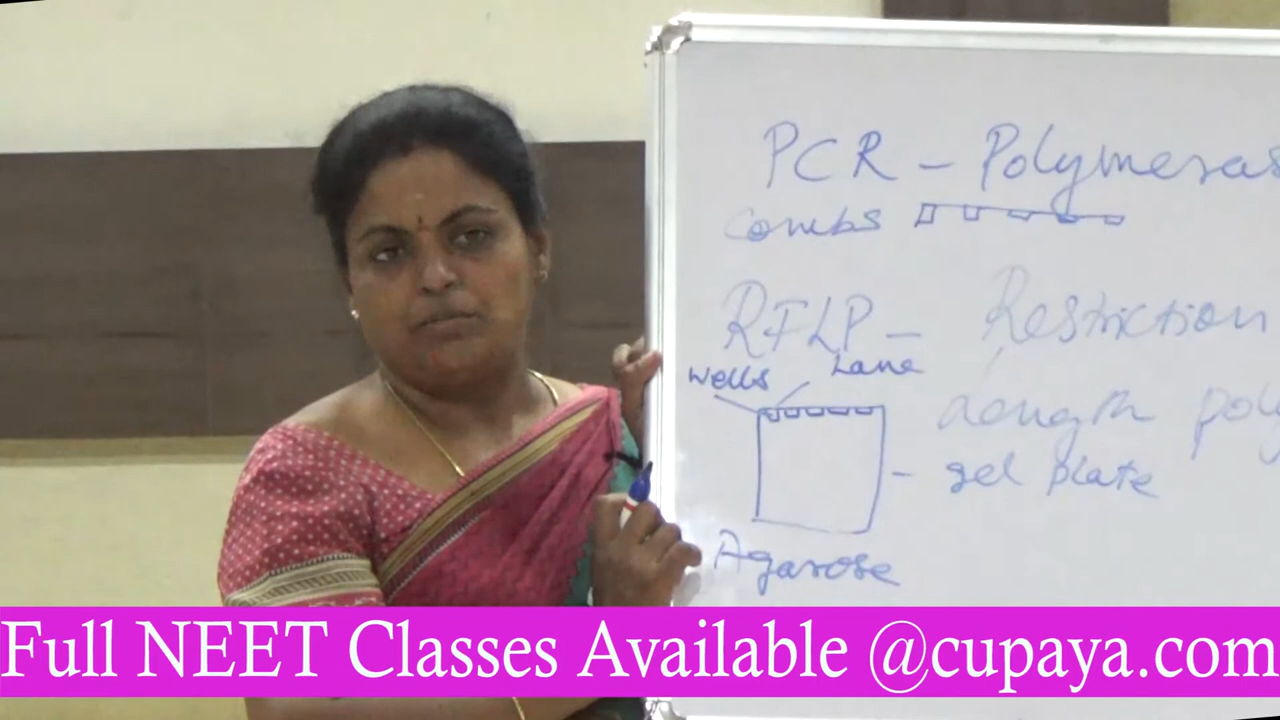 PCR - Polymeras
combs
RFLP - Restriction
Wells Lane
Length poly
gel plate
Agarose
Full NEET Classes Available @cupaya.com